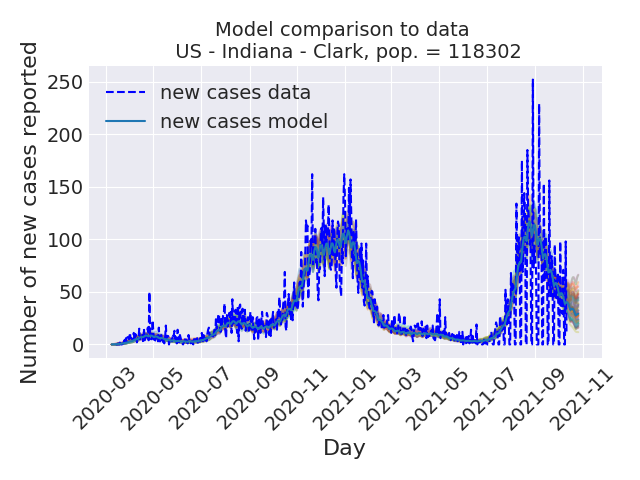 Model comparison to data
US - Indiana - Clark, pop. = 118302
Number of new cases reported
250
200
150
100
50
0
new cases data
new cases model
2020-03
2020-05
2020-07
2020-09
2020-11
2021-01
2021-03
2021-05
2021-07
2021-09
2021-11
Day